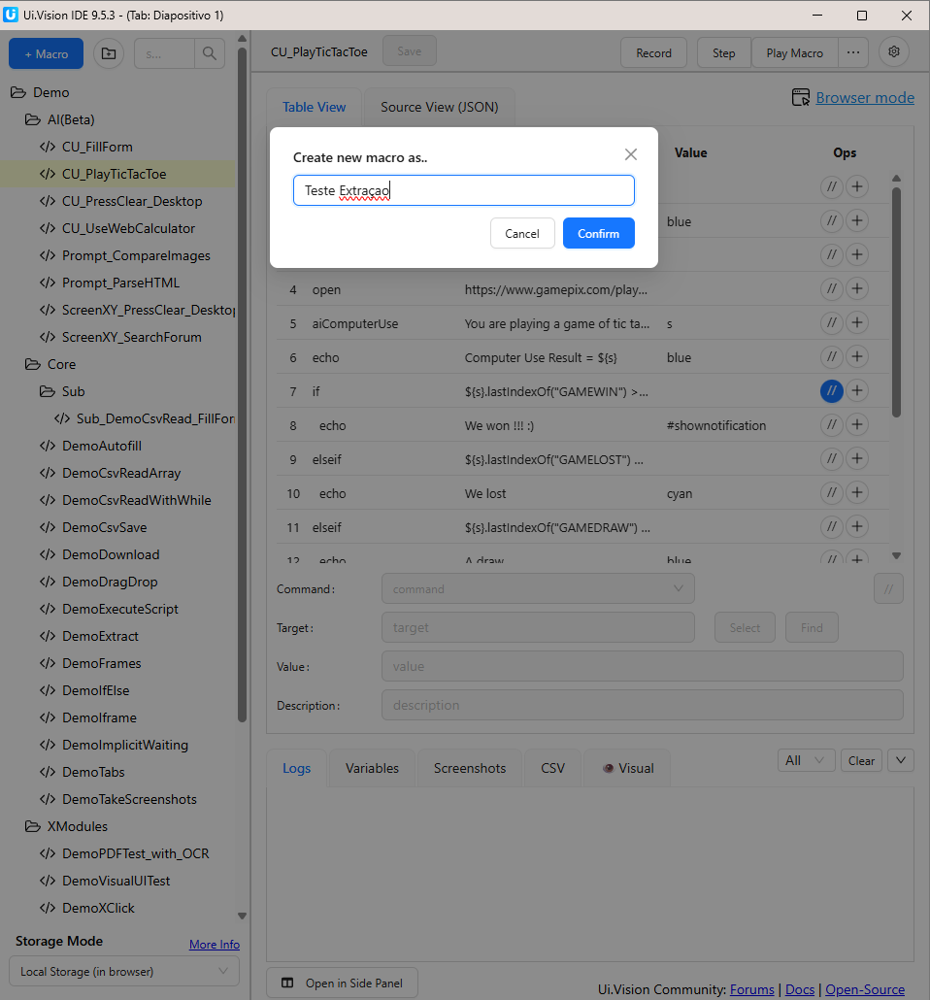 Ui.Vision IDE 9.5.3 - (Tab: Diapositivo 1)
+ Macro
s...
CU_PlayTicTacToe
Save
Record
Step
Play Macro
...
Demo
AI(Beta)
CU_FillForm
CU_PlayTicTacToe
CU_PressClear_Desktop
CU_UseWebCalculator
Prompt_CompareImages
Prompt_ParseHTML
ScreenXY_PressClear_Desktop
ScreenXY_SearchForum
Core
Sub
Sub_DemoCsvRead_FillFor
DemoAutofill
DemoCsvReadArray
DemoCsvReadWithWhile
DemoCsvSave
DemoDownload
DemoDragDrop
DemoExecuteScript
DemoExtract
DemoFrames
DemoIfElse
DemoIframe
DemoImplicitWaiting
DemoTabs
DemoTakeScreenshots
XModules
DemoPDFTest_with_OCR
DemoVisualUITest
DemoXClick
Storage Mode
More Info
Local Storage (in browser)
Table View
Source View (JSON)
Browser mode
Create new macro as..
Teste Extraçao
Cancel
Confirm
Value
Ops
//
blue //
//
4 open https://www.gamepix.com/play... //
5 aiComputerUse You are playing a game of tic ta... s //
6 echo Computer Use Result = ${s} blue //
7 if ${s}.lastIndexOf("GAMEWIN") >... //
8 echo We won !!! :) #shownotification //
9 elseif ${s}.lastIndexOf("GAMELOST") ... //
10 echo We lost cyan //
11 elseif ${s}.lastIndexOf("GAMEDRAW") ... //
12 echo A draw blue //
Command: command //
Target: target Select Find
Value: value
Description: description
Logs
Variables
Screenshots
CSV
Visual
All
Clear
Open in Side Panel
Ui.Vision Community: Forums | Docs | Open-Source